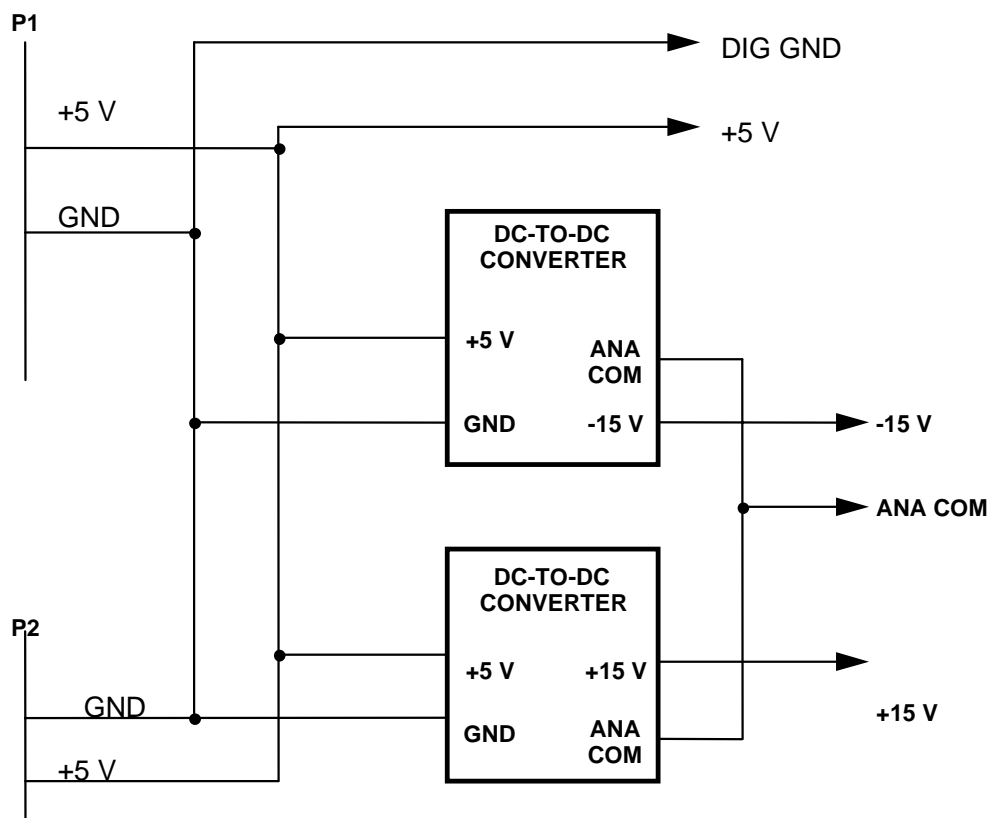 P1
DIG GND
+5 V
+5 V
GND
DC-TO-DC
CONVERTER
+5 V
ANA
COM
GND
-15 V
-15 V
ANA COM
DC-TO-DC
CONVERTER
P2
+5 V
+15 V
GND
+15 V
GND
ANA
COM
+5 V